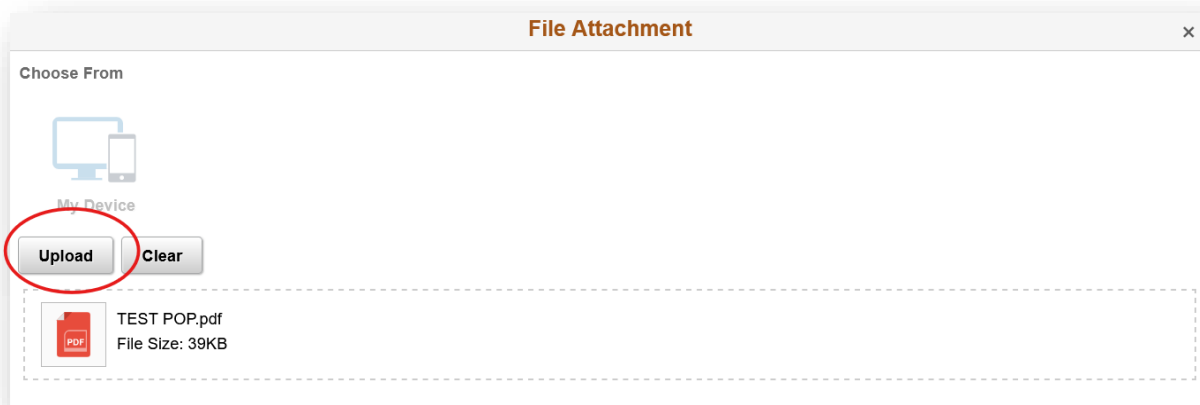 File Attachment
×
Choose From
My Device
Upload
Clear
PDF
TEST POP.pdf
File Size: 39KB